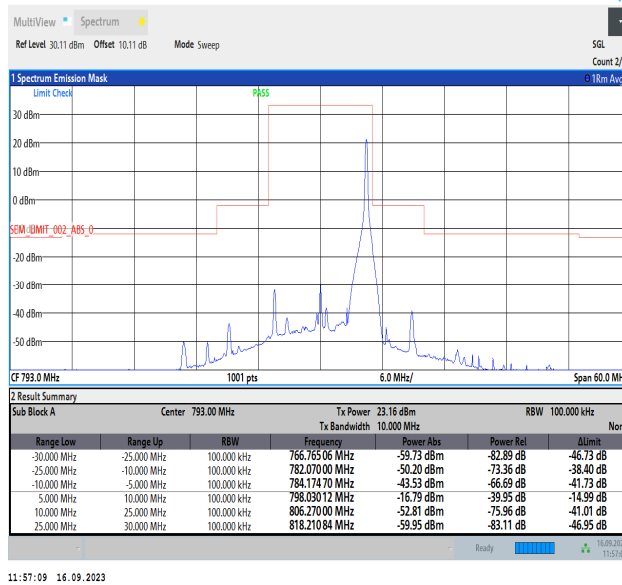 MultiView Spectrum
Ref Level 30.11 dBm Offset 10.11 dB Mode Sweep SGL
Count 2/
1 Spectrum Emission Mask 1Rm Avg
Limit Check PASS
30 dBm
20 dBm
10 dBm
0 dBm
SEM_LIMIT_002_ABS_0
-20 dBm
-30 dBm
-40 dBm
-50 dBm
CF 793.0 MHz 1001 pts 6.0 MHz/ Span 60.0 MH
2 Result Summary
Sub Block A Center 793.00 MHz Tx Power 23.16 dBm RBW 100.000 kHz
Tx Bandwidth 10.000 MHz Nor
Range Low Range Up RBW Frequency Power Abs Power Rel ΔLimit
-30.000 MHz -25.000 MHz 100.000 kHz 766.76506 MHz -59.73 dBm -82.89 dB -46.73 dB
-25.000 MHz -10.000 MHz 100.000 kHz 782.07000 MHz -50.20 dBm -73.36 dB -38.40 dB
-10.000 MHz -5.000 MHz 100.000 kHz 784.17470 MHz -43.53 dBm -66.69 dB -41.73 dB
5.000 MHz 10.000 MHz 100.000 kHz 798.03012 MHz -16.79 dBm -39.95 dB -14.99 dB
10.000 MHz 25.000 MHz 100.000 kHz 806.27000 MHz -52.81 dBm -75.96 dB -41.01 dB
25.000 MHz 30.000 MHz 100.000 kHz 818.21084 MHz -59.95 dBm -83.11 dB -46.95 dB
Ready 16.09.202
11:57:0
11:57:09 16.09.2023